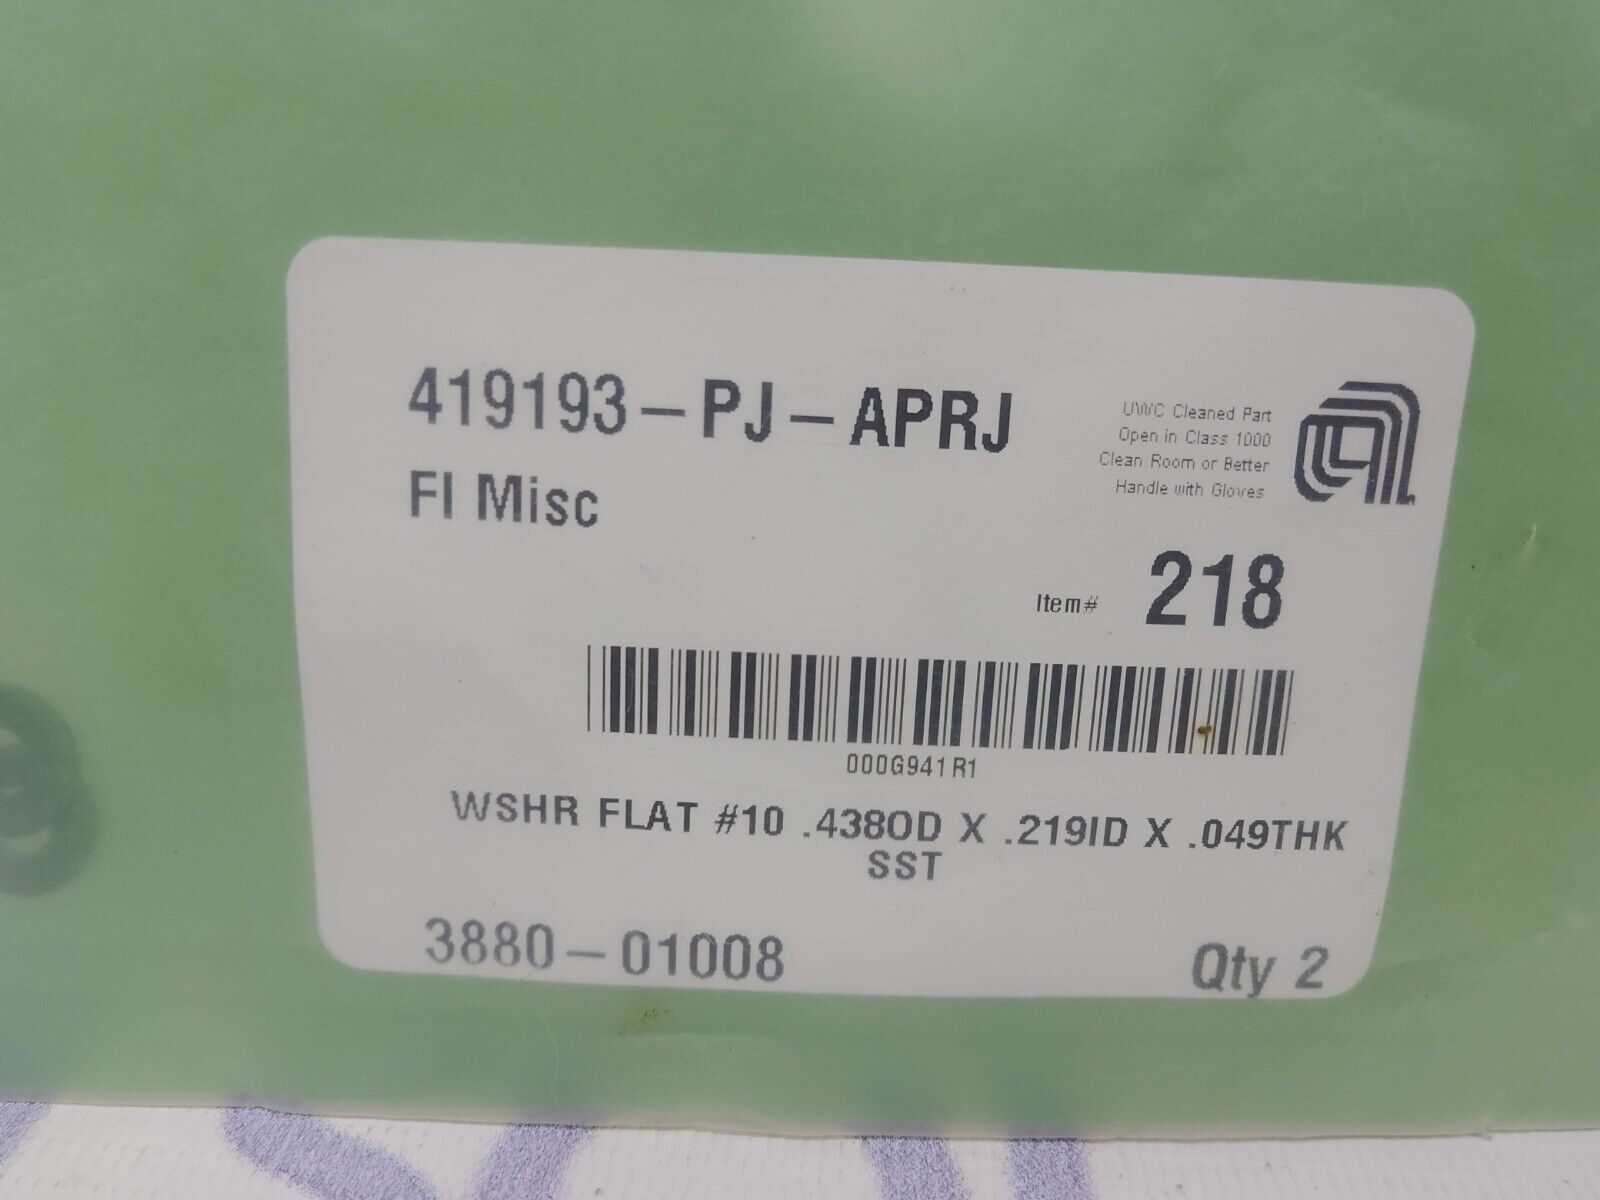 419193-PJ-APRJ
FI Misc
UWC Cleaned Part
Open in Class 1000
Clean Room or Better
Handle with Gloves
Item# 218
000G941R1
WSHR FLAT #10 .438OD X .219ID X .049THK
SST
3880-01008 Qty 2